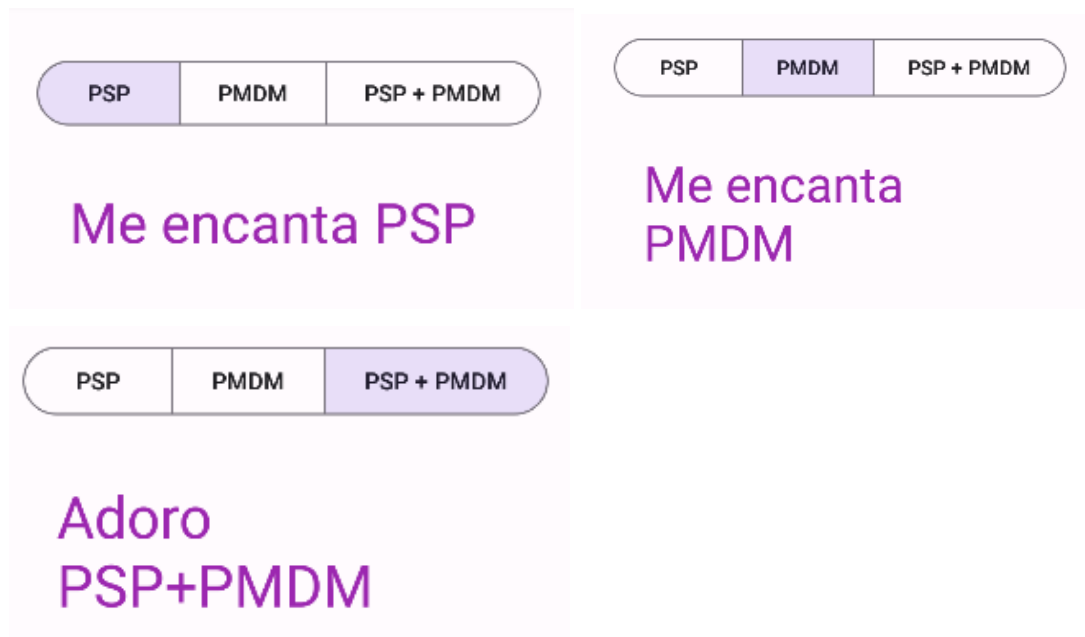 PSP PMDM PSP + PMDM
Me encanta PSP
PSP PMDM PSP + PMDM
Me encanta
PMDM
PSP PMDM PSP + PMDM
Adoro
PSP+PMDM